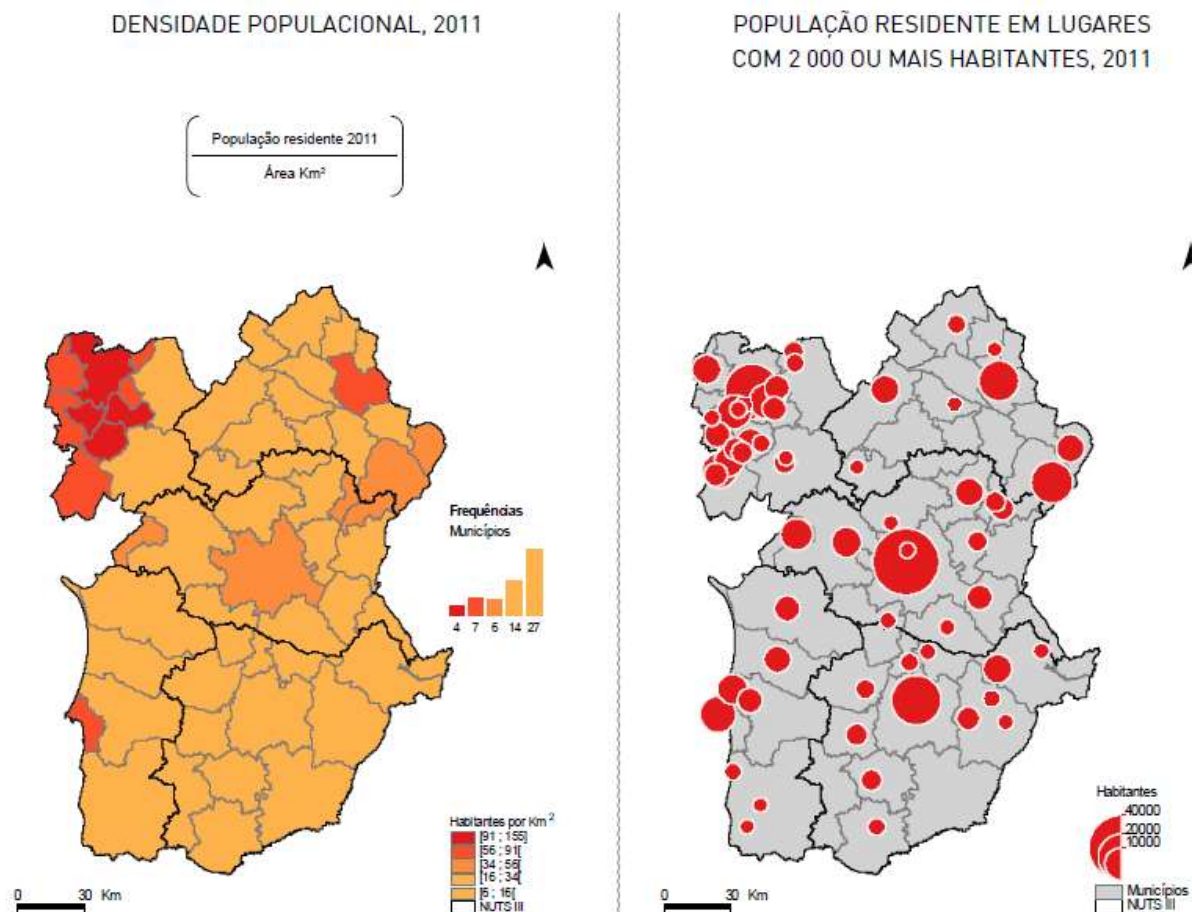 DENSIDADE POPULACIONAL, 2011
População residente 2011
Área Km²
Frequências
Municípios
4 7 6 14 27
Habitantes por Km²
[91 ; 155]
[56 ; 91[
[34 ; 56[
[16 ; 34[
[6 ; 16[
NUTS III
0 30 Km
POPULAÇÃO RESIDENTE EM LUGARES
COM 2 000 OU MAIS HABITANTES, 2011
Habitantes
40000
20000
10000
Municípios
NUTS III
0 30 Km